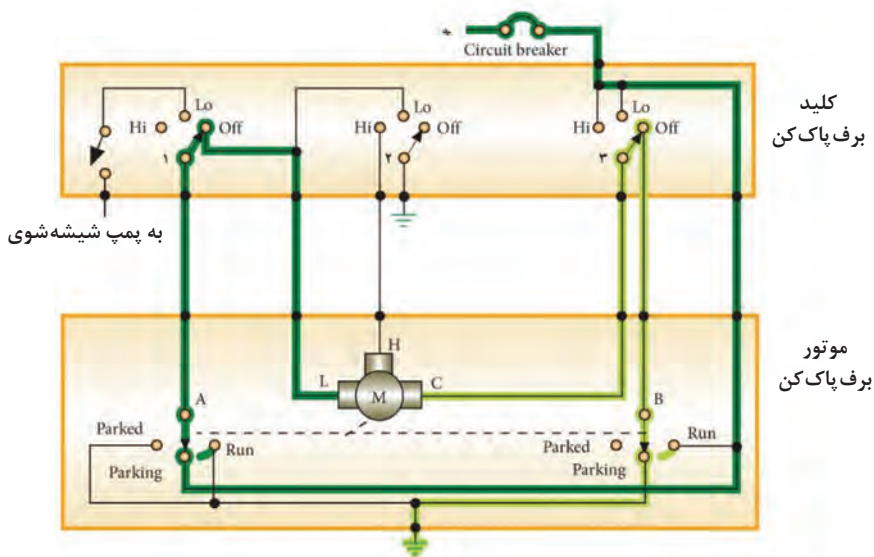 +
Circuit breaker
کلید
برف پاک کن
Lo
Hi
Off
۱
Lo
Hi
Off
۲
Lo
Hi
Off
۳
به پمپ شیشه‌شوی
موتور
برف پاک کن
H
L
M
C
A
B
Parked
Run
Parking
Parked
Run
Parking